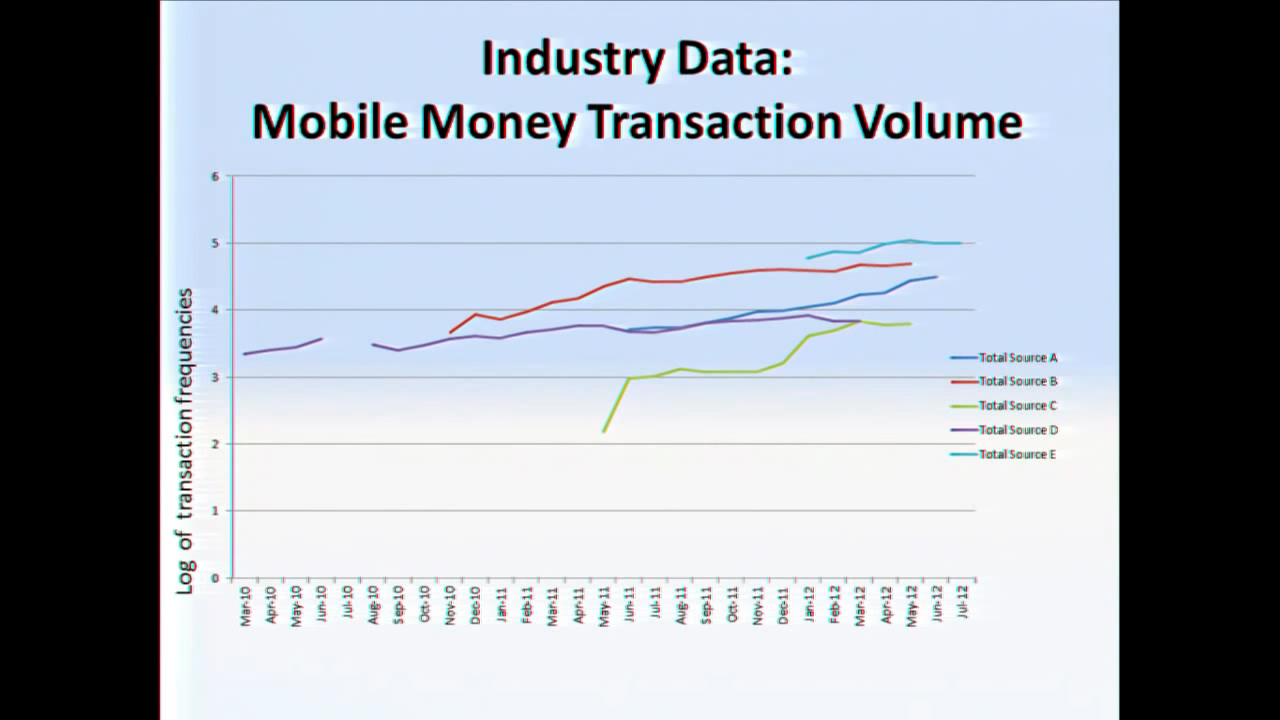 Industry Data:
Mobile Money Transaction Volume
Log of transaction frequencies
6
5
4
3
2
1
0
Mar-10
Apr-10
May-10
Jun-10
Jul-10
Aug-10
Sep-10
Oct-10
Nov-10
Dec-10
Jan-11
Feb-11
Mar-11
Apr-11
May-11
Jun-11
Jul-11
Aug-11
Sep-11
Oct-11
Nov-11
Dec-11
Jan-12
Feb-12
Mar-12
Apr-12
May-12
Jun-12
Jul-12
Total Source A
Total Source B
Total Source C
Total Source D
Total Source E